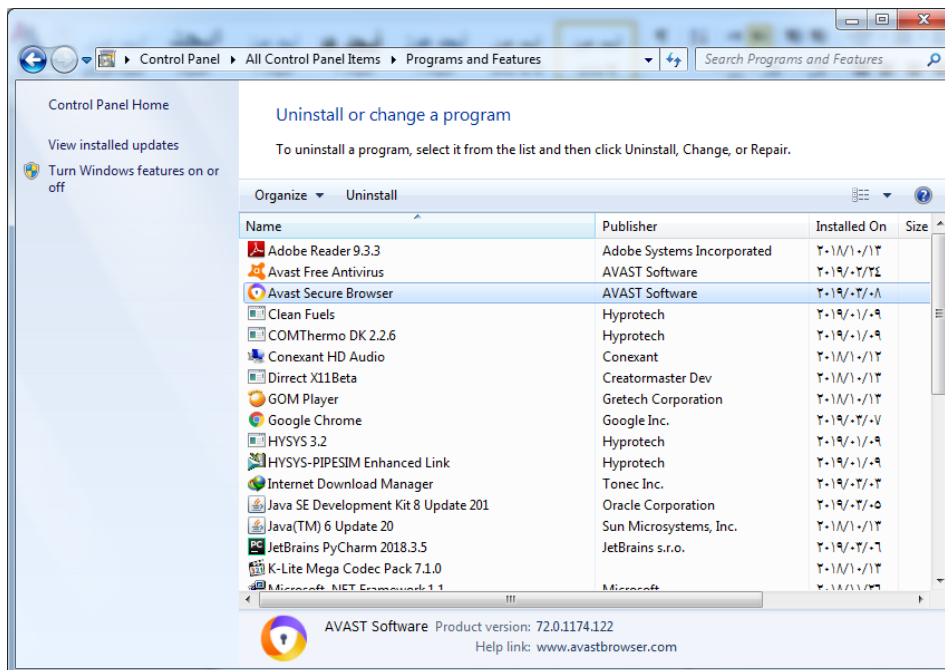 Control Panel ▸ All Control Panel Items ▸ Programs and Features
Search Programs and Features
Control Panel Home
View installed updates
Turn Windows features on or
off
Uninstall or change a program
To uninstall a program, select it from the list and then click Uninstall, Change, or Repair.
Organize Uninstall
Name Publisher Installed On Size
Adobe Reader 9.3.3 Adobe Systems Incorporated ٢٠١٨/١٠/١٣
Avast Free Antivirus AVAST Software ٢٠١٩/٠٢/٢٤
Avast Secure Browser AVAST Software ٢٠١٩/٠٣/٠٨
Clean Fuels Hyprotech ٢٠١٩/٠١/٠٩
COMThermo DK 2.2.6 Hyprotech ٢٠١٩/٠١/٠٩
Conexant HD Audio Conexant ٢٠١٨/١٠/١٢
Dirrect X11Beta Creatormaster Dev ٢٠١٨/١٠/١٣
GOM Player Gretech Corporation ٢٠١٨/١٠/١٣
Google Chrome Google Inc. ٢٠١٩/٠٣/٠٧
HYSYS 3.2 Hyprotech ٢٠١٩/٠١/٠٩
HYSYS-PIPESIM Enhanced Link Hyprotech ٢٠١٩/٠١/٠٩
Internet Download Manager Tonec Inc. ٢٠١٩/٠٣/٠٣
Java SE Development Kit 8 Update 201 Oracle Corporation ٢٠١٩/٠٣/٠٥
Java(TM) 6 Update 20 Sun Microsystems, Inc. ٢٠١٨/١٠/١٣
JetBrains PyCharm 2018.3.5 JetBrains s.r.o. ٢٠١٩/٠٣/٠٦
K-Lite Mega Codec Pack 7.1.0 ٢٠١٨/١٠/١٣
Microsoft .NET Framework 1.1 Microsoft
AVAST Software Product version: 72.0.1174.122
Help link: www.avastbrowser.com